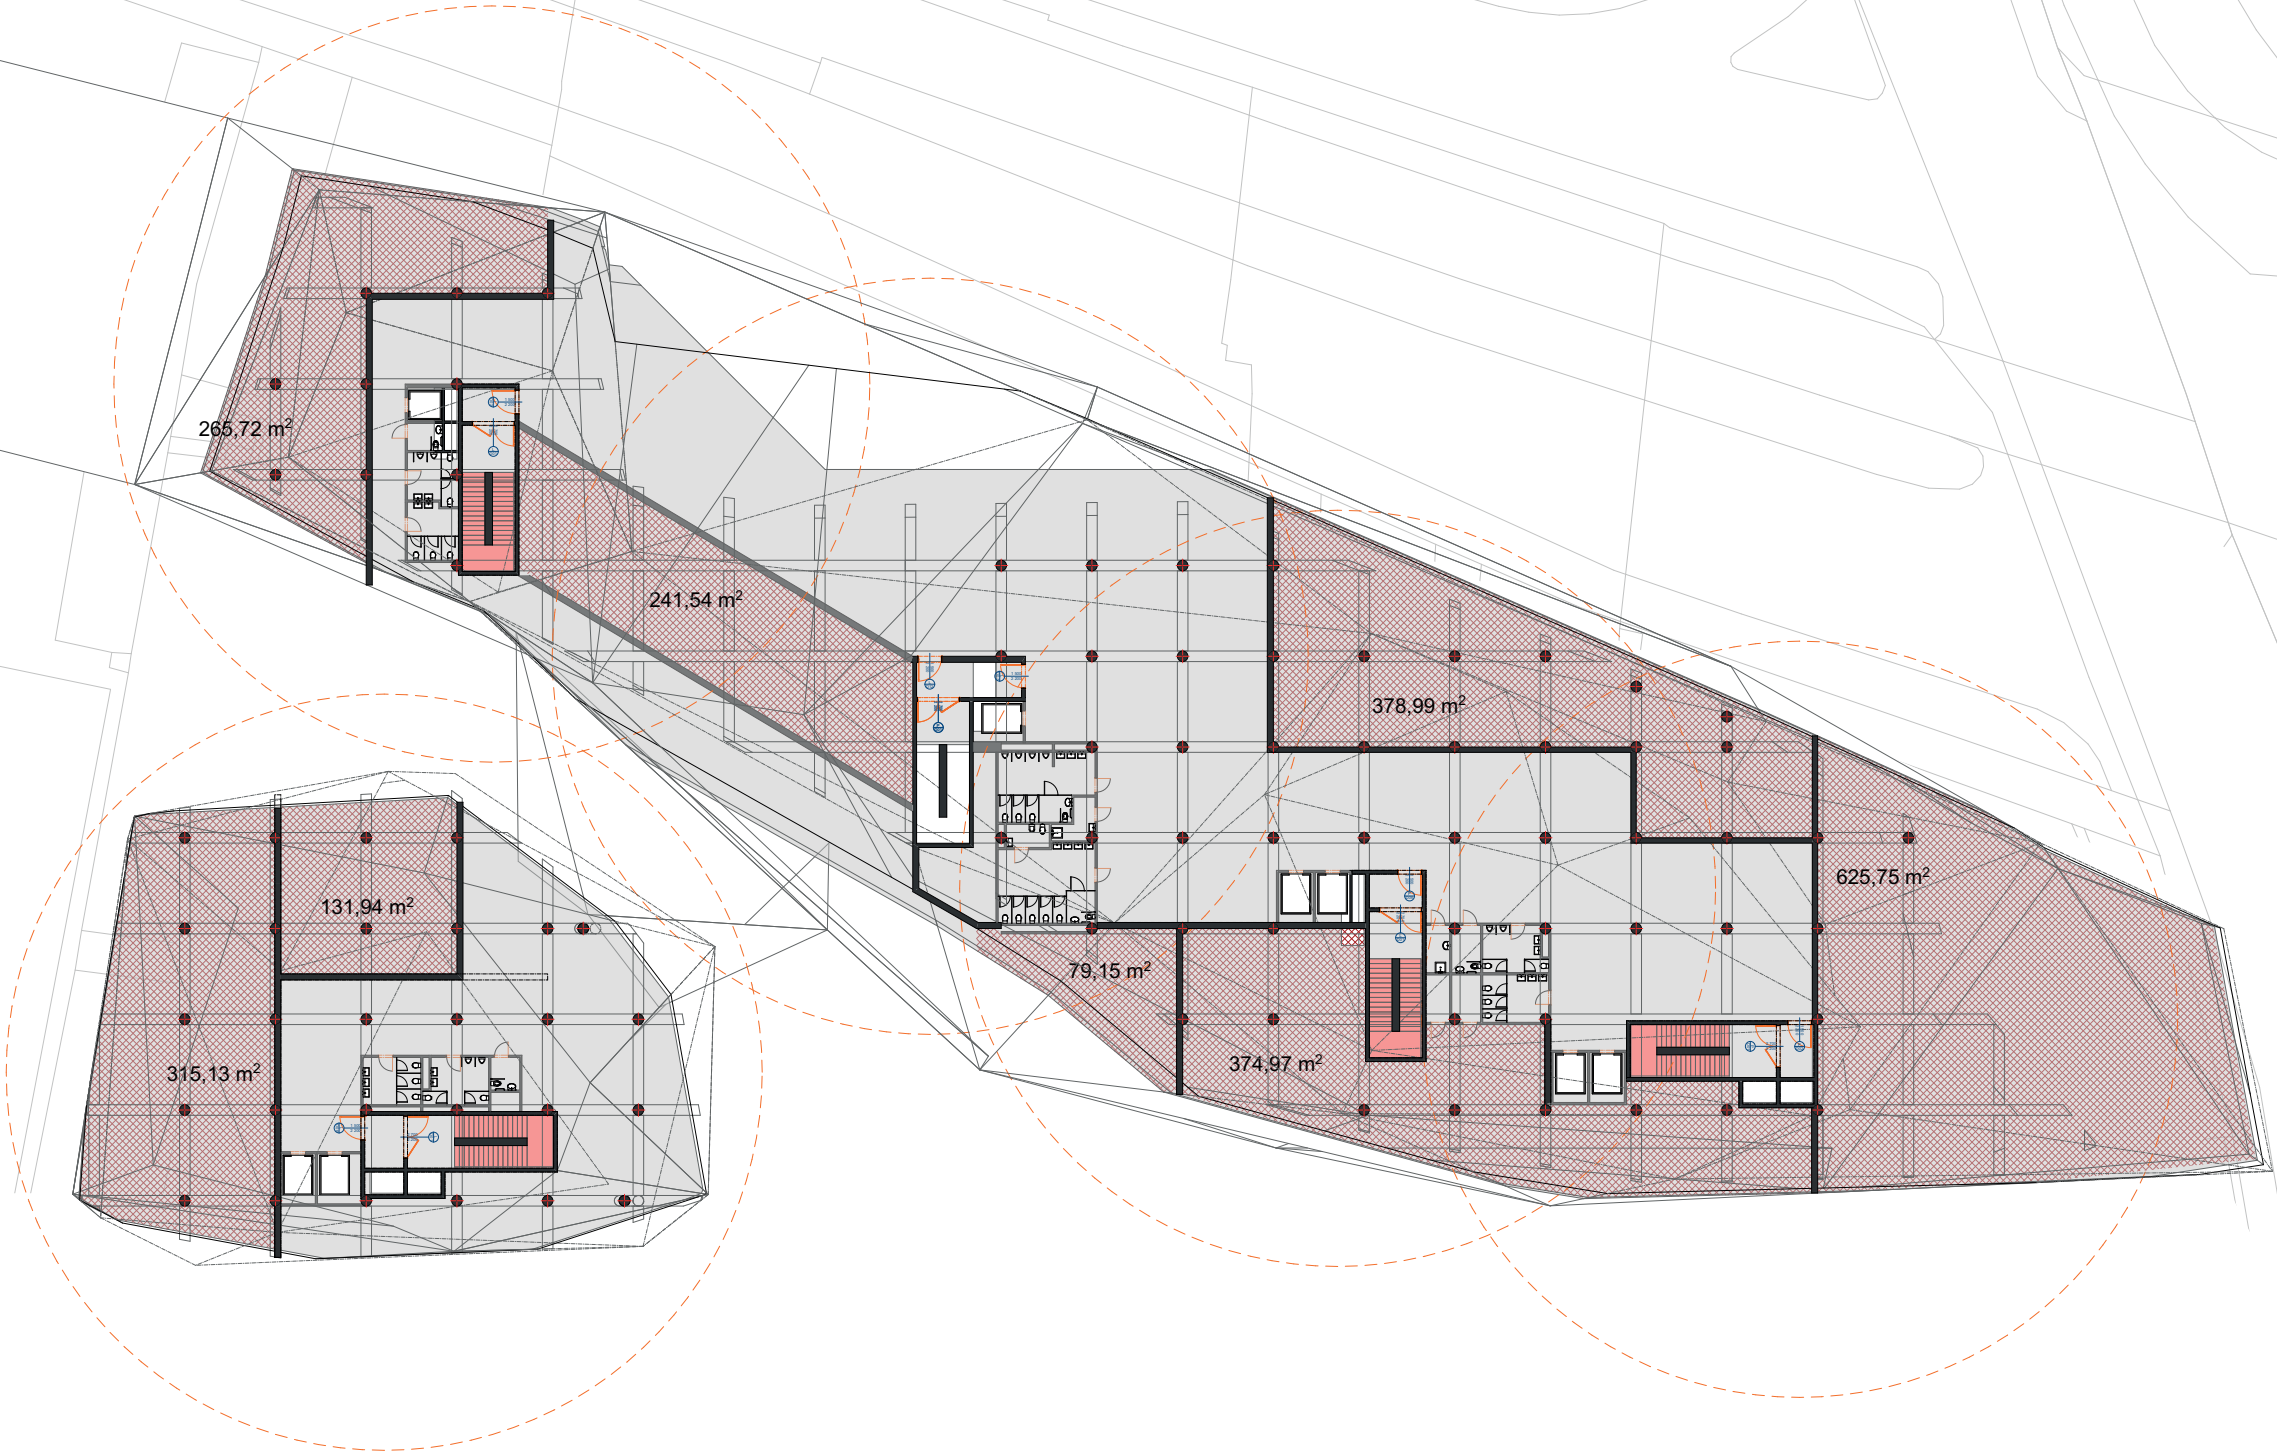 265,72 m²
241,54 m²
378,99 m²
625,75 m²
131,94 m²
79,15 m²
374,97 m²
315,13 m²